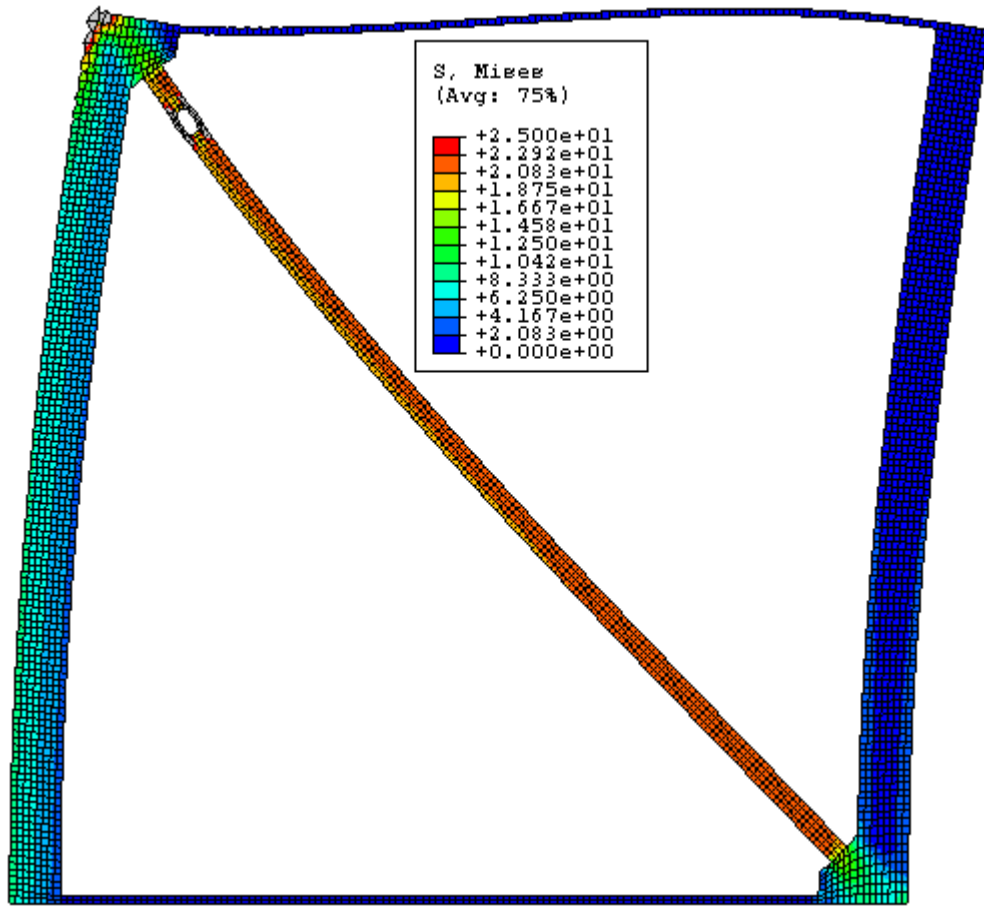 S, Mises
(Avg: 75%)
+2.500e+01
+2.292e+01
+2.083e+01
+1.875e+01
+1.667e+01
+1.458e+01
+1.250e+01
+1.042e+01
+8.333e+00
+6.250e+00
+4.167e+00
+2.083e+00
+0.000e+00